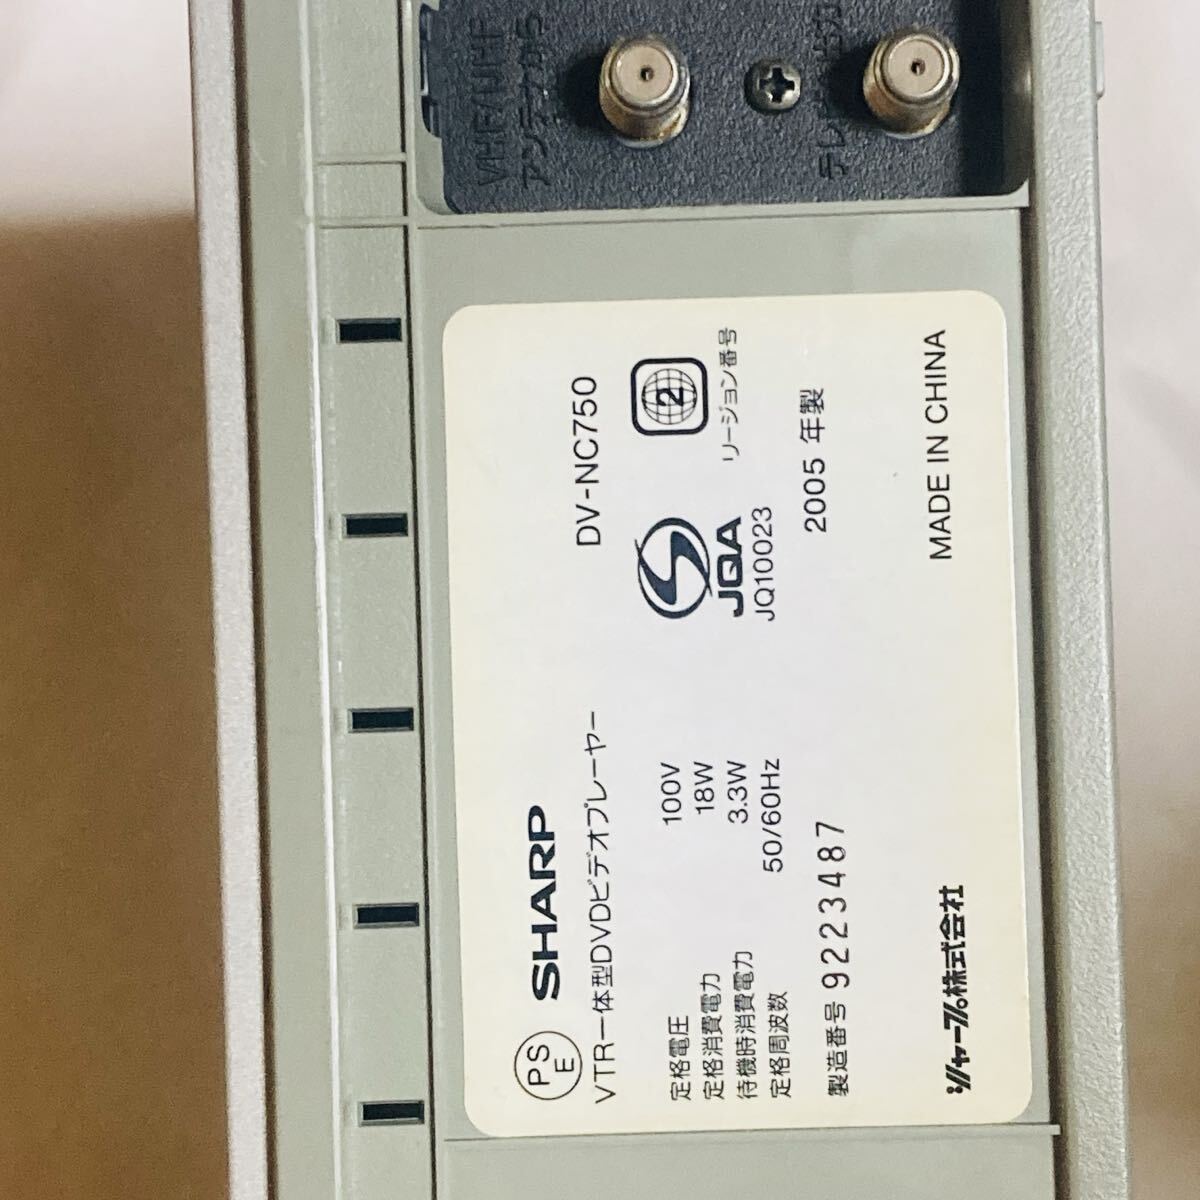 VHF/UHF
アンテナから
PS
E
SHARP
VTR一体型DVDビデオプレーヤー
DV-NC750
定格電圧 100V
定格消費電力 18W
待機時消費電力 3.3W
定格周波数 50/60Hz
製造番号 9223487
JQA
JQ10023
2
リージョン番号
2005 年製
シャープ株式会社
MADE IN CHINA